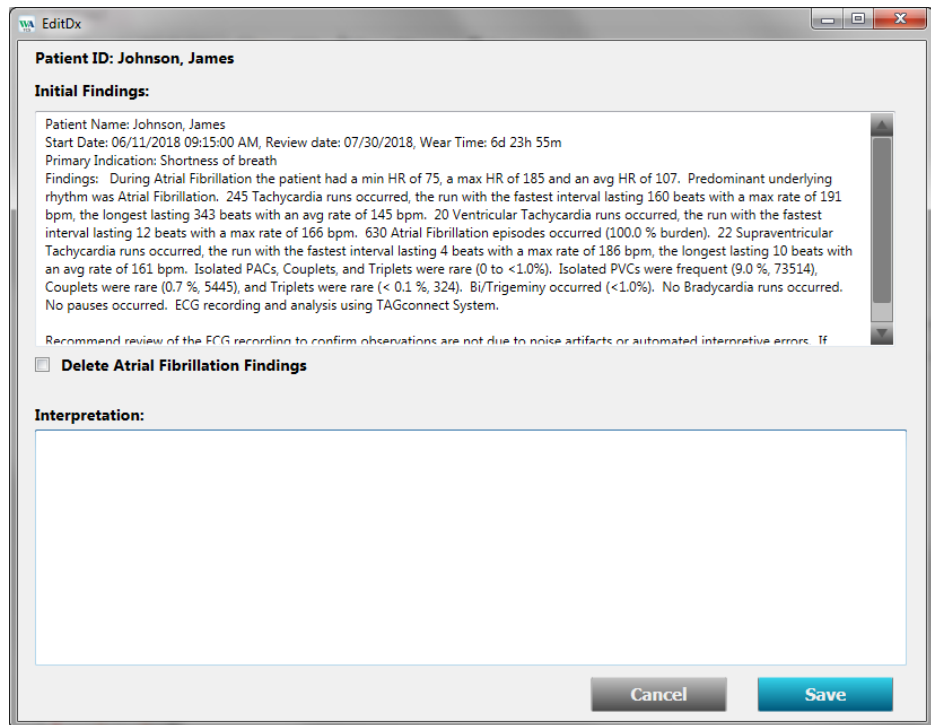 WA EditDx
Patient ID: Johnson, James
Initial Findings:
Patient Name: Johnson, James
Start Date: 06/11/2018 09:15:00 AM, Review date: 07/30/2018, Wear Time: 6d 23h 55m
Primary Indication: Shortness of breath
Findings:   During Atrial Fibrillation the patient had a min HR of 75, a max HR of 185 and an avg HR of 107.  Predominant underlying
rhythm was Atrial Fibrillation.  245 Tachycardia runs occurred, the run with the fastest interval lasting 160 beats with a max rate of 191
bpm, the longest lasting 343 beats with an avg rate of 145 bpm.  20 Ventricular Tachycardia runs occurred, the run with the fastest
interval lasting 12 beats with a max rate of 166 bpm.  630 Atrial Fibrillation episodes occurred (100.0 % burden).  22 Supraventricular
Tachycardia runs occurred, the run with the fastest interval lasting 4 beats with a max rate of 186 bpm, the longest lasting 10 beats with
an avg rate of 161 bpm.  Isolated PACs, Couplets, and Triplets were rare (0 to <1.0%).  Isolated PVCs were frequent (9.0 %, 73514),
Couplets were rare (0.7 %, 5445), and Triplets were rare (< 0.1 %, 324).  Bi/Trigeminy occurred (<1.0%).  No Bradycardia runs occurred.
No pauses occurred.  ECG recording and analysis using TAGconnect System.
Recommend review of the ECG recording to confirm observations are not due to noise artifacts or automated interpretive errors.  If
Delete Atrial Fibrillation Findings
Interpretation:
Cancel
Save